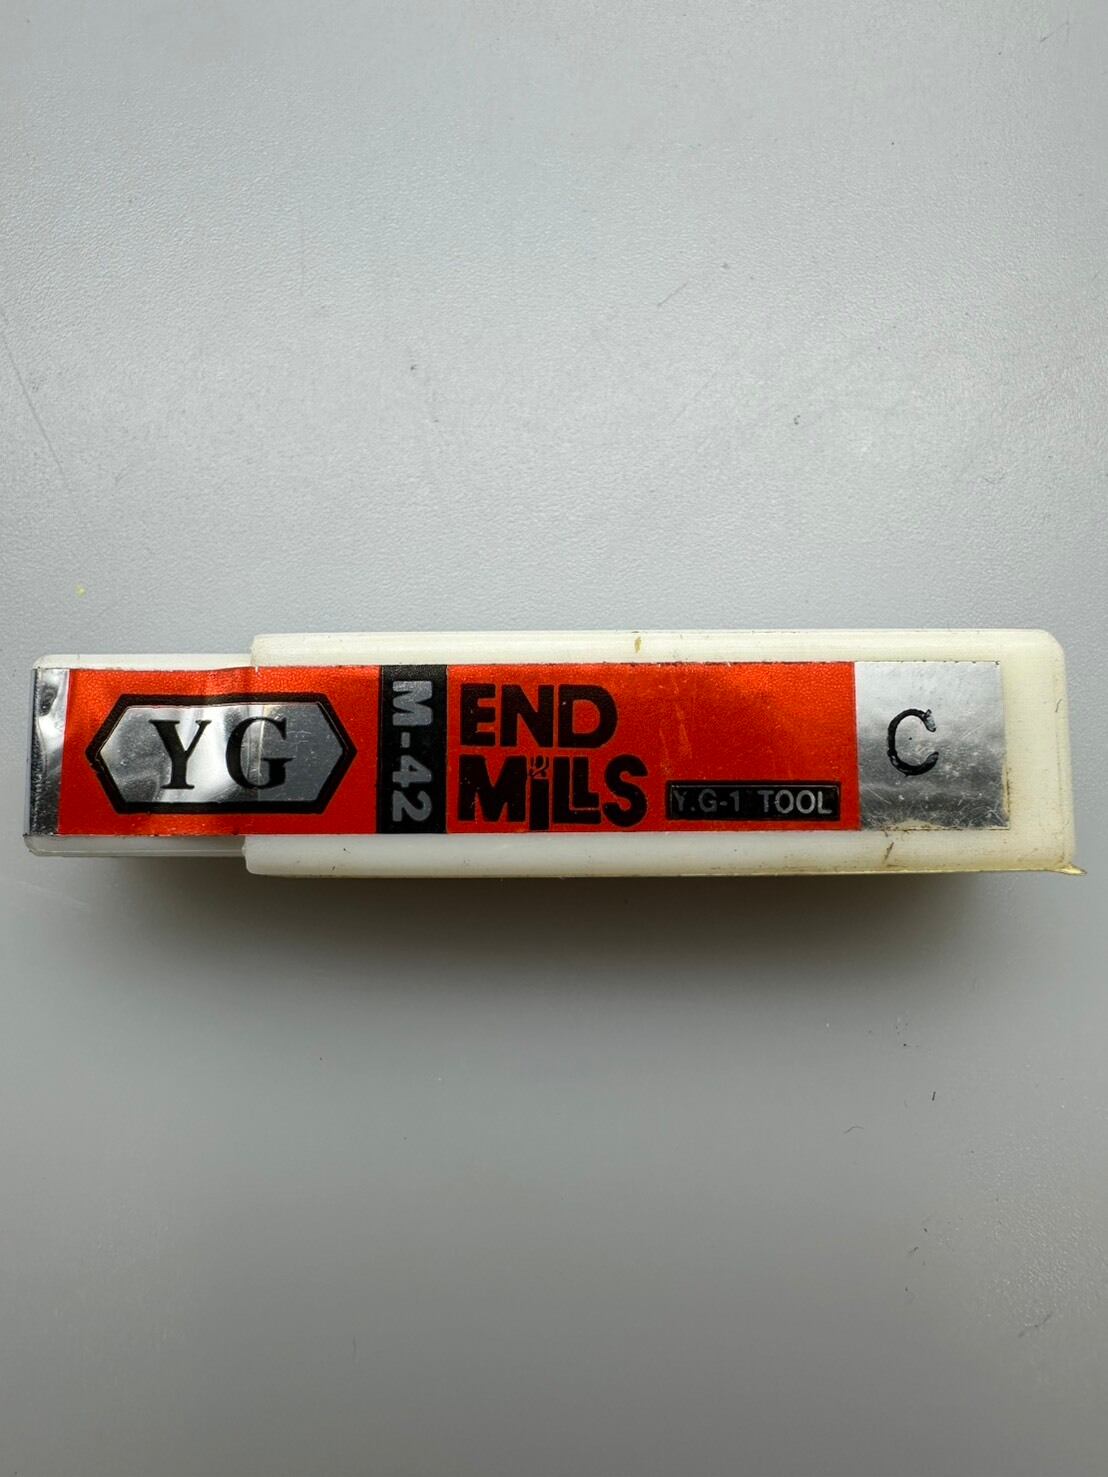 YG
M-42
END
MiLLS
Y.G-1 TOOL
C